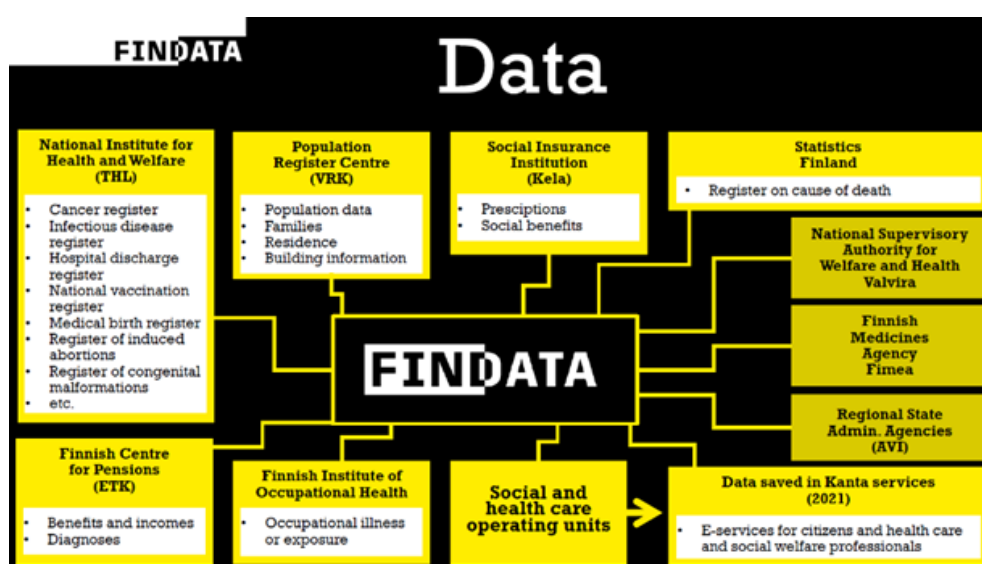 FINDATA
Data
National Institute for
Health and Welfare
(THL)
• Cancer register
• Infectious disease
register
• Hospital discharge
register
• National vaccination
register
• Medical birth register
• Register of induced
abortions
• Register of congenital
malformations
• etc.
Population
Register Centre
(VRK)
• Population data
• Families
• Residence
• Building information
Social Insurance
Institution
(Kela)
• Presciptions
• Social benefits
Statistics
Finland
• Register on cause of death
National Supervisory
Authority for
Welfare and Health
Valvira
Finnish
Medicines
Agency
Fimea
Regional State
Admin. Agencies
(AVI)
FINDATA
Finnish Centre
for Pensions
(ETK)
• Benefits and incomes
• Diagnoses
Finnish Institute of
Occupational Health
• Occupational illness
or exposure
Social and
health care
operating units
Data saved in Kanta services
(2021)
• E-services for citizens and health care
and social welfare professionals